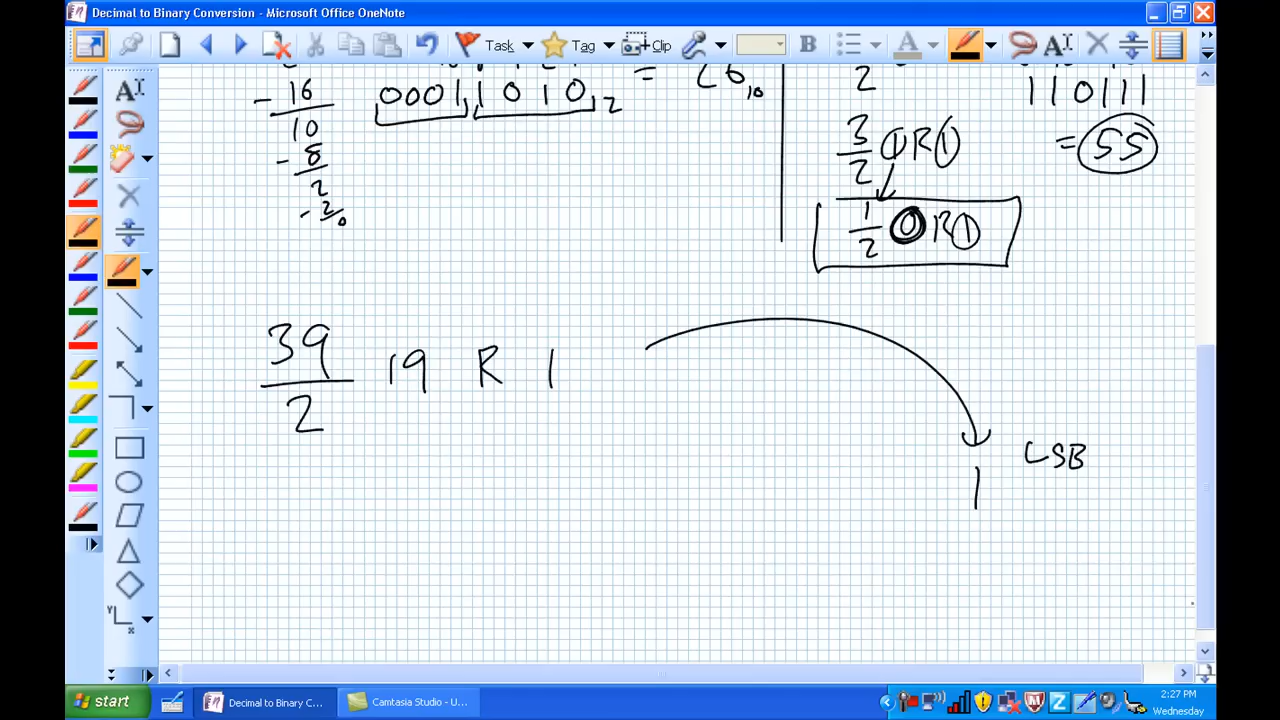 Decimal to Binary Conversion - Microsoft Office OneNote
Task
Tag
Clip
B
A
A
- 16
10
- 8
2
- 2
0
0001, 1010, 2
= 26 10
2
3/2 1 R 1
1/2 0 R 1
110111
= 55
39/2 19 R 1
LSB
1
start
Decimal to Binary C...
Camtasia Studio - U...
2:27 PM
Wednesday